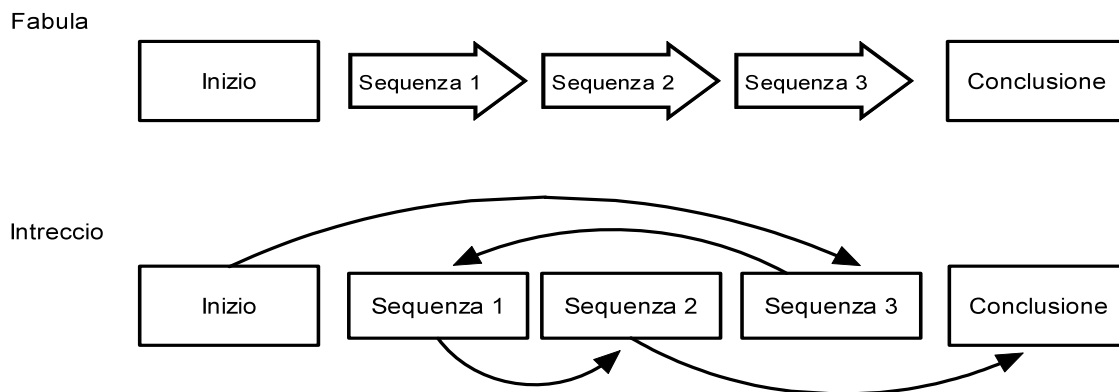 Fabula
Inizio
Sequenza 1
Sequenza 2
Sequenza 3
Conclusione
Intreccio
Inizio
Sequenza 1
Sequenza 2
Sequenza 3
Conclusione